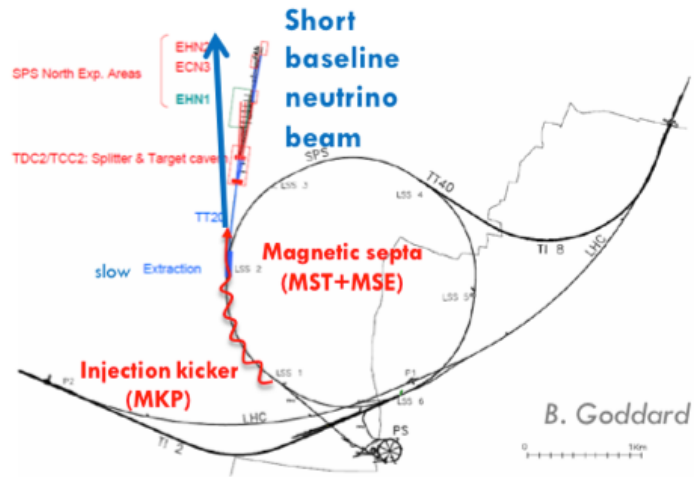 Short
baseline
neutrino
beam
EHN2
ECN3
SPS North Exp. Areas
EHN1
TDC2/TCC2: Splitter & Target cavern
SPS
LSS 3
LSS 4
TT40
TT20
Magnetic septa
(MST+MSE)
slow
Extraction
LSS 2
TI 8
LHC
LSS 5
Injection kicker
(MKP)
LSS 1
P1
P2
LSS 6
LHC
B. Goddard
TI 2
PS
0
1Km